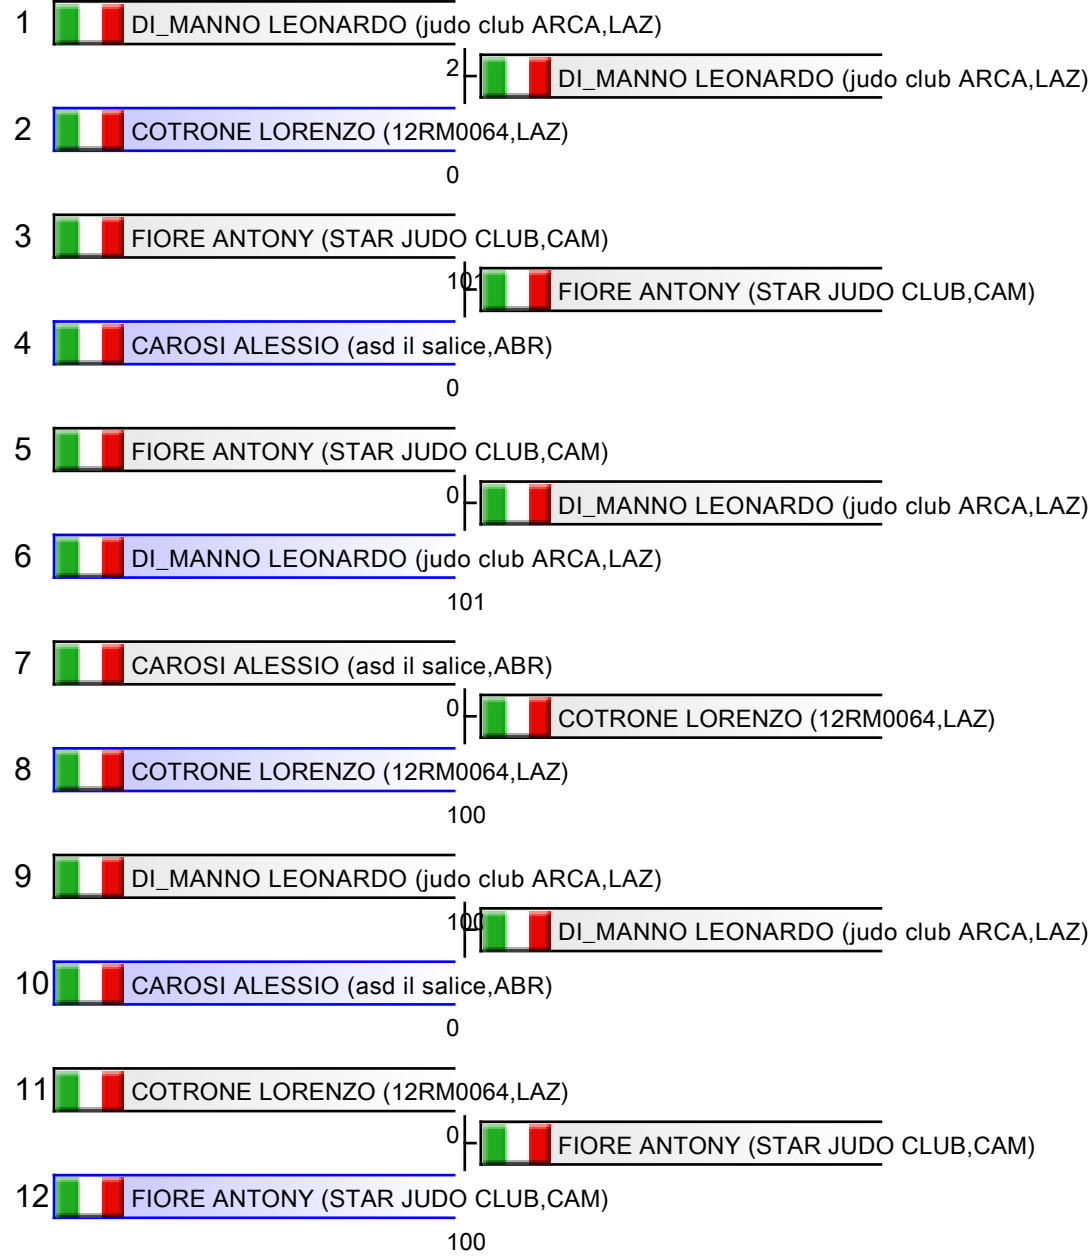 1 DI_MANNO LEONARDO (judo club ARCA,LAZ)
2 DI_MANNO LEONARDO (judo club ARCA,LAZ)
2 COTRONE LORENZO (12RM0064,LAZ)
0
3 FIORE ANTONY (STAR JUDO CLUB,CAM)
101 FIORE ANTONY (STAR JUDO CLUB,CAM)
4 CAROSI ALESSIO (asd il salice,ABR)
0
5 FIORE ANTONY (STAR JUDO CLUB,CAM)
0 DI_MANNO LEONARDO (judo club ARCA,LAZ)
6 DI_MANNO LEONARDO (judo club ARCA,LAZ)
101
7 CAROSI ALESSIO (asd il salice,ABR)
0 COTRONE LORENZO (12RM0064,LAZ)
8 COTRONE LORENZO (12RM0064,LAZ)
100
9 DI_MANNO LEONARDO (judo club ARCA,LAZ)
100 DI_MANNO LEONARDO (judo club ARCA,LAZ)
10 CAROSI ALESSIO (asd il salice,ABR)
0
11 COTRONE LORENZO (12RM0064,LAZ)
0 FIORE ANTONY (STAR JUDO CLUB,CAM)
12 FIORE ANTONY (STAR JUDO CLUB,CAM)
100